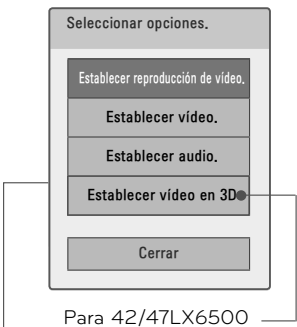 Seleccionar opciones.
Establecer reproducción de vídeo.
Establecer vídeo.
Establecer audio.
Establecer vídeo en 3D
Cerrar
Para 42/47LX6500